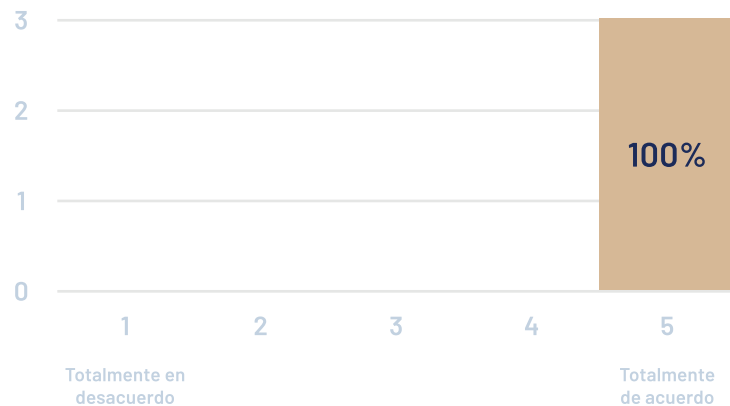 3
2
100%
1
0
1 2 3 4 5
Totalmente en Totalmente
desacuerdo de acuerdo